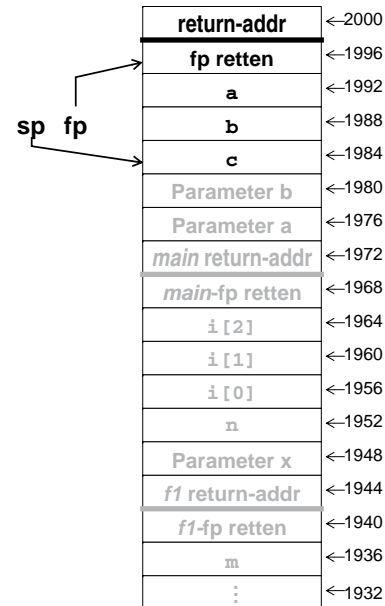 return-addr ←2000
fp retten ←1996
a ←1992
b ←1988
sp fp
c ←1984
Parameter b ←1980
Parameter a ←1976
main return-addr ←1972
main-fp retten ←1968
i[2] ←1964
i[1] ←1960
i[0] ←1956
n ←1952
Parameter x ←1948
f1 return-addr ←1944
f1-fp retten ←1940
m ←1936
⋮ ←1932